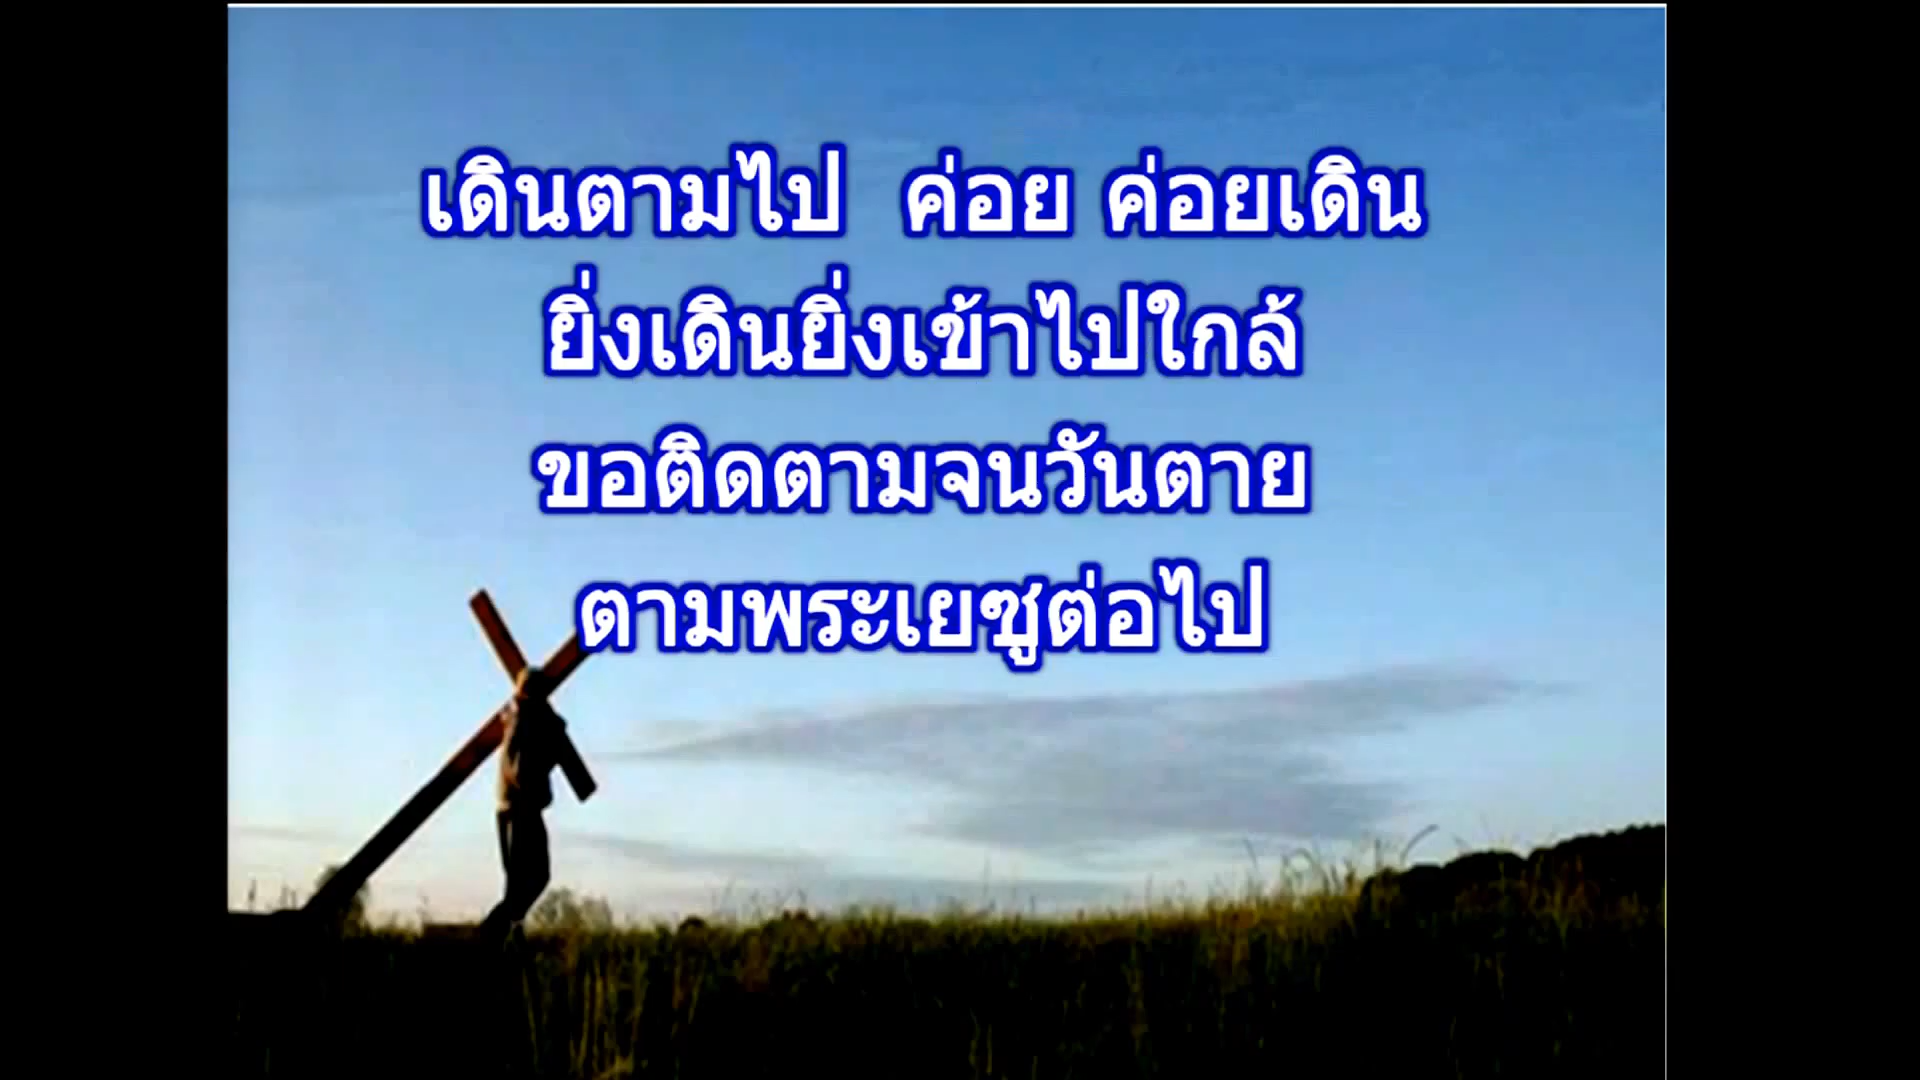 เดินตามไป  ค่อย ค่อยเดิน
ยิ่งเดินยิ่งเข้าไปใกล้
ขอติดตามจนวันตาย
ตามพระเยซูต่อไป